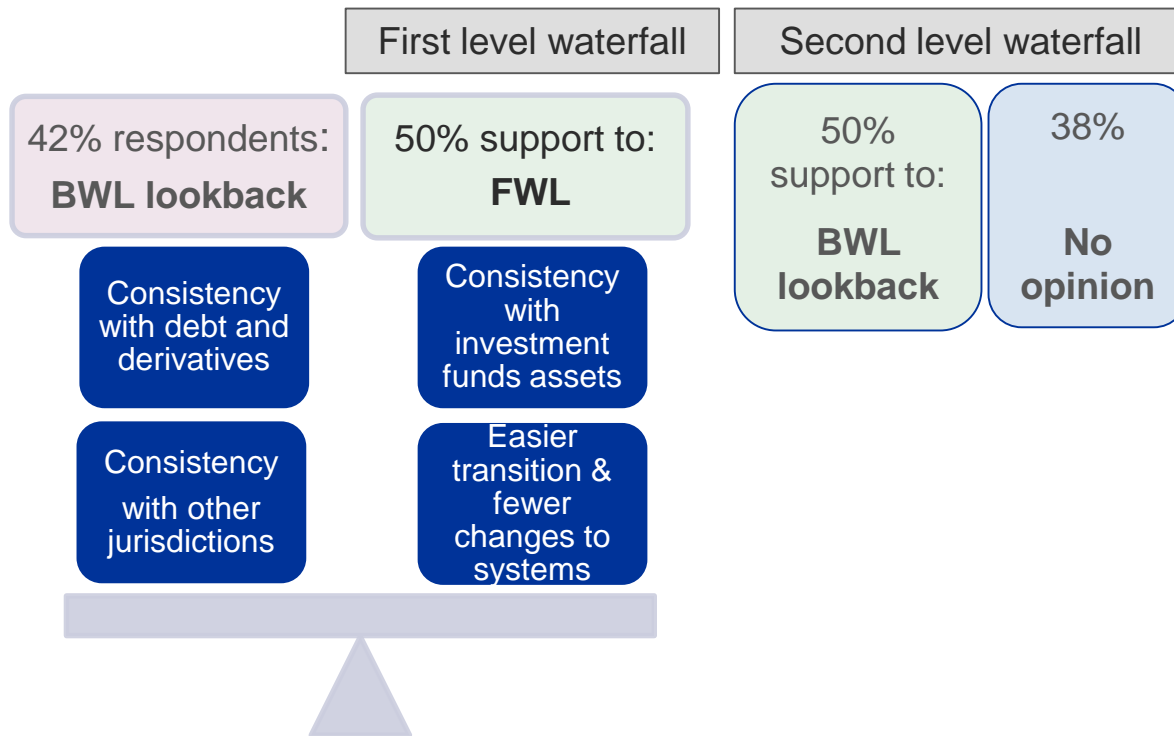 First level waterfall
Second level waterfall
42% respondents:
BWL lookback
50% support to:
FWL
50%
support to:
BWL
lookback
38%
No
opinion
Consistency
with debt and
derivatives
Consistency
with
investment
funds assets
Consistency
with other
jurisdictions
Easier
transition &
fewer
changes to
systems